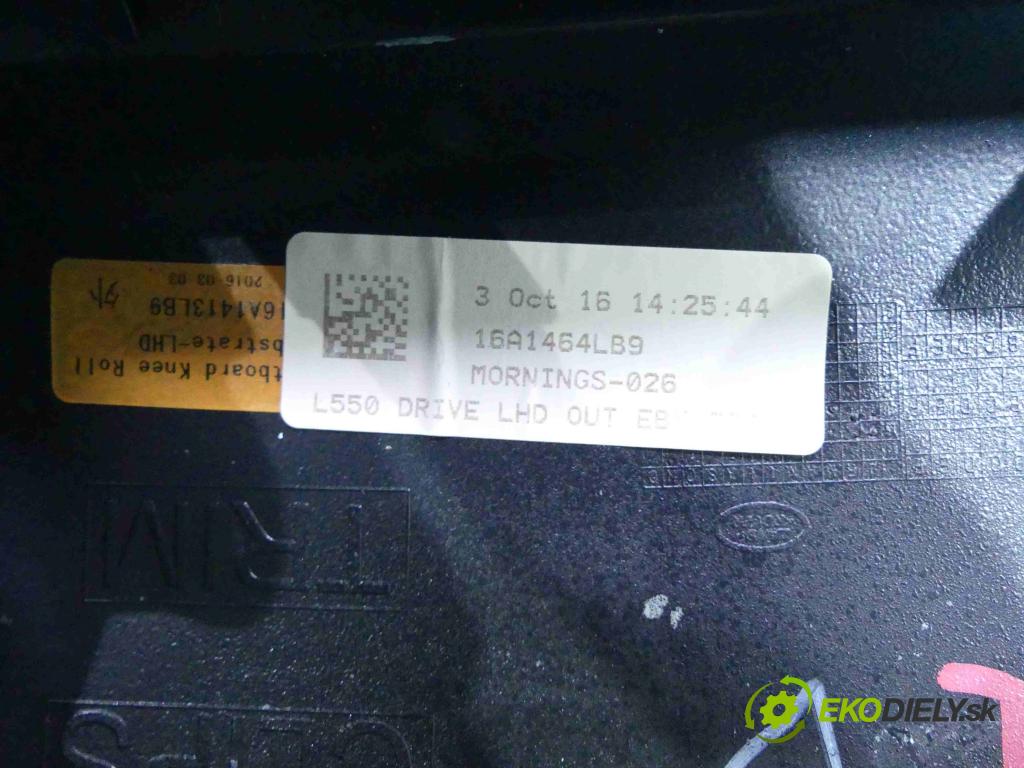 3 Oct 16 14:25:44
16A1464LB9
MORNINGS-026
L550 DRIVE LHD OUT
tboard Knee Roll
bstrate-LHD
16A1413LB9
2016 03 03
TRIM
EKODIELY.sk